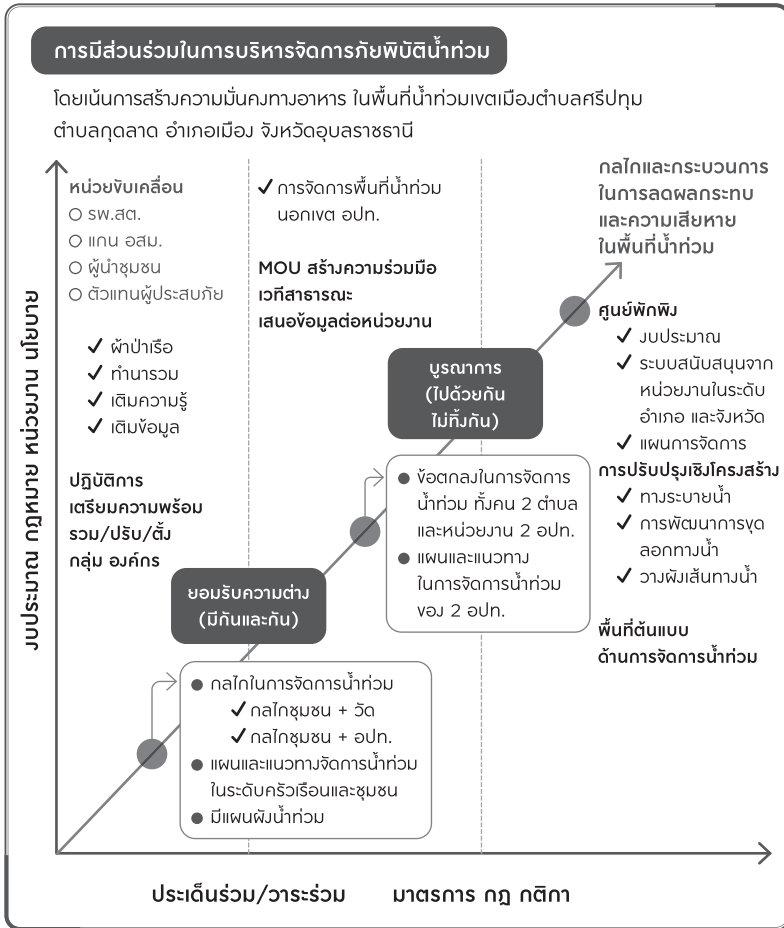 การมีส่วนร่วมในการบริหารจัดการภัยพิบัติน้ำท่วม
โดยเน้นการสร้างความมั่นคงทางอาหาร ในพื้นที่น้ำท่วมเขตเมืองตำบลศรีปทุม
ตำบลกุดลาด อำเภอเมือง จังหวัดอุบลราชธานี
งบประมาณ กฎหมาย หน่วยงาน นโยบาย
หน่วยขับเคลื่อน
รพ.สต.
แกน อสม.
ผู้นำชุมชน
ตัวแทนผู้ประสบภัย
✓ ผ้าป่าเรือ
✓ ทำนารวม
✓ เติมความรู้
✓ เติมข้อมูล
ปฏิบัติการ
เตรียมความพร้อม
รวม/ปรับ/ตั้ง
กลุ่ม องค์กร
ยอมรับความต่าง
(มีกันและกัน)
● กลไกในการจัดการน้ำท่วม
✓ กลไกชุมชน + วัด
✓ กลไกชุมชน + อปท.
● แผนและแนวทางจัดการน้ำท่วม
ในระดับครัวเรือนและชุมชน
● มีแผนผังน้ำท่วม
✓ การจัดการพื้นที่น้ำท่วม
นอกเขต อปท.
MOU สร้างความร่วมมือ
เวทีสาธารณะ
เสนอข้อมูลต่อหน่วยงาน
บูรณาการ
(ไปด้วยกัน
ไม่ทิ้งกัน)
● ข้อตกลงในการจัดการ
น้ำท่วม ทั้งคน 2 ตำบล
และหน่วยงาน 2 อปท.
● แผนและแนวทาง
ในการจัดการน้ำท่วม
ของ 2 อปท.
กลไกและกระบวนการ
ในการลดผลกระทบ
และความเสียหาย
ในพื้นที่น้ำท่วม
ศูนย์พักพิง
✓ งบประมาณ
✓ ระบบสนับสนุนจาก
หน่วยงานในระดับ
อำเภอ และจังหวัด
✓ แผนการจัดการ
การปรับปรุงเชิงโครงสร้าง
✓ ทางระบายน้ำ
✓ การพัฒนาการขุด
ลอกทางน้ำ
✓ วางผังเส้นทางน้ำ
พื้นที่ต้นแบบ
ด้านการจัดการน้ำท่วม
ประเด็นร่วม/วาระร่วม
มาตรการ กฎ กติกา